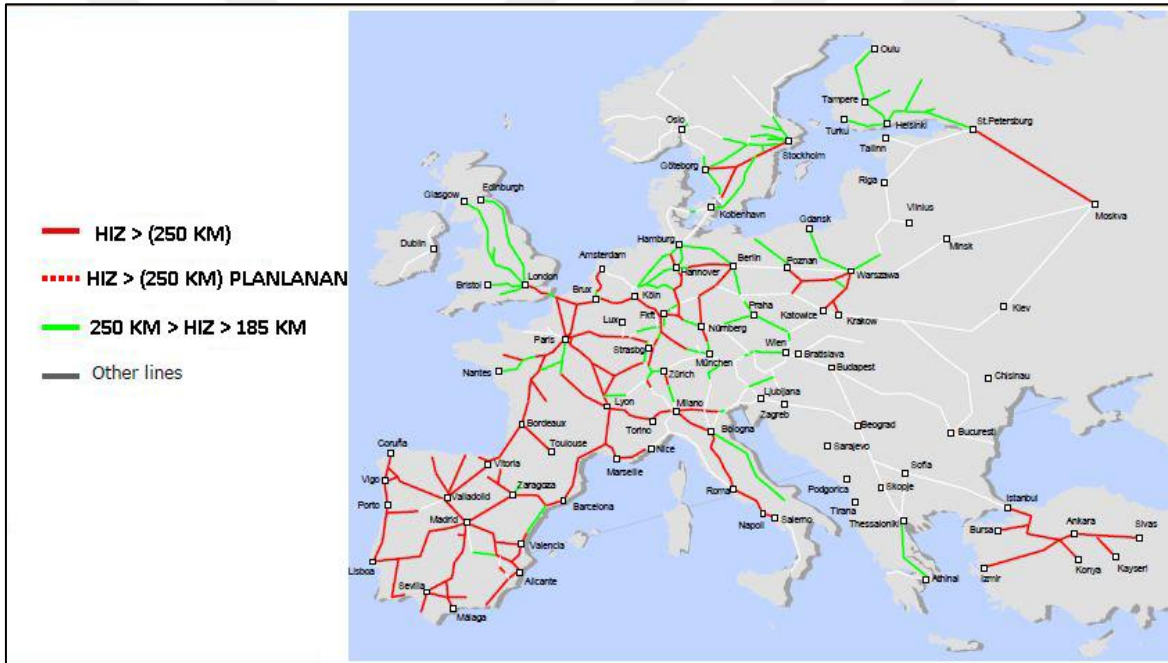 HIZ > (250 KM)
HIZ > (250 KM) PLANLANAN
250 KM > HIZ > 185 KM
Other lines
Oulu
Tampere
Turku
Helsinki
St.Petersburg
Oslo
Stockholm
Tallinn
Göteborg
Riga
Glasgow
Edinburgh
Kobenhavn
Vilnius
Moskva
Gdansk
Dublin
Hamburg
Minsk
Amsterdam
Hannover
Berlin
Poznan
Warszawa
London
Bristol
Brux
Köln
Praha
Katowice
Krakow
Kiev
Lux
Fkft
Nürnberg
Paris
Strasbg
Wien
München
Bratislava
Budapest
Nantes
Zürich
Chisinau
Lyon
Milano
Ljubljana
Zagreb
Torino
Bologna
Bordeaux
Beograd
Bucurest
Coruña
Toulouse
Nice
Sarajevo
Vitoria
Marseille
Sofia
Vigo
Zaragoza
Valladolid
Roma
Podgorica
Skopje
Porto
Barcelona
Tirana
Istanbul
Madrid
Napoli
Salerno
Thessaloniki
Bursa
Ankara
Sivas
Valencia
Lisboa
Alicante
Izmir
Konya
Kayseri
Sevilla
Athinai
Málaga